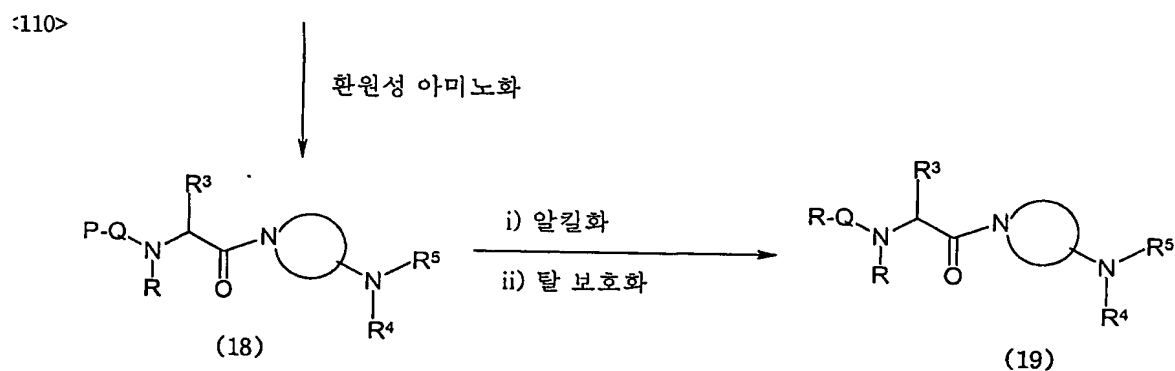 <110>
환원성 아미노화
R³
P-Q
N
R
O
N
N
R⁵
R⁴
(18)
i) 알킬화
ii) 탈 보호화
R³
R-Q
N
R
O
N
N
R⁵
R⁴
(19)